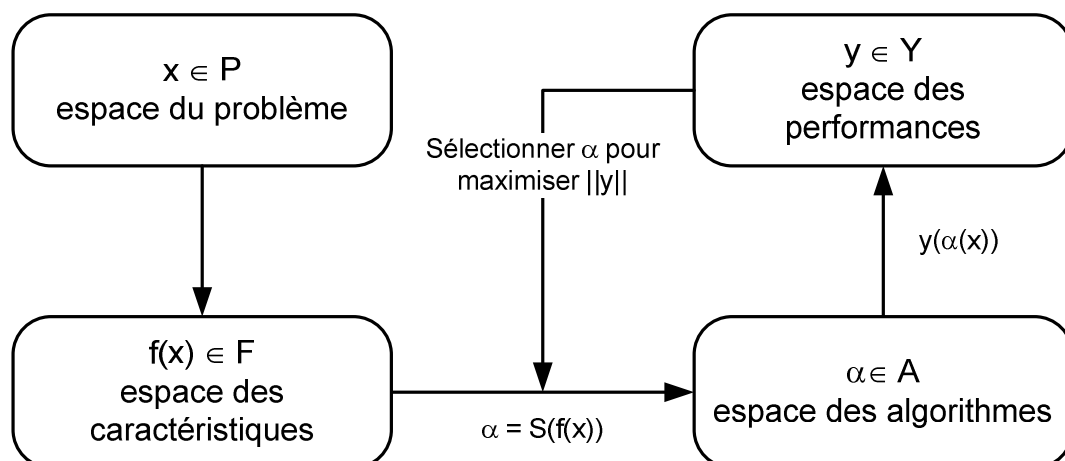 x ∈ P
espace du problème
y ∈ Y
espace des
performances
Sélectionner α pour
maximiser ||y||
y(α(x))
f(x) ∈ F
espace des
caractéristiques
α = S(f(x))
α∈ A
espace des algorithmes